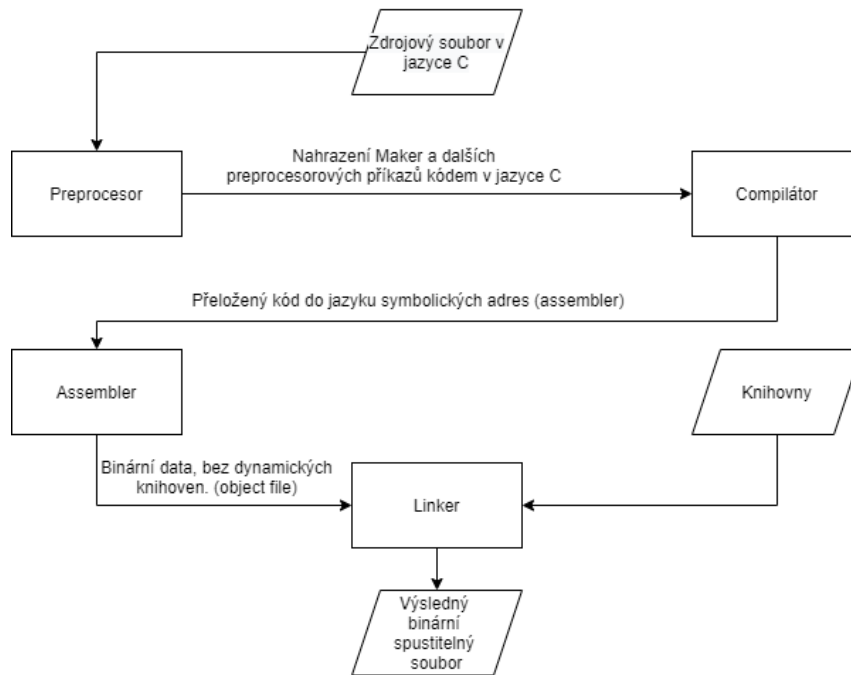 Zdrojový soubor v
jazyce C
Nahrazení Maker a dalších
preprocesorových příkazů kódem v jazyce C
Preprocesor
Compilátor
Přeložený kód do jazyku symbolických adres (assembler)
Assembler
Knihovny
Binární data, bez dynamických
knihoven. (object file)
Linker
Výsledný
binární
spustitelný
soubor